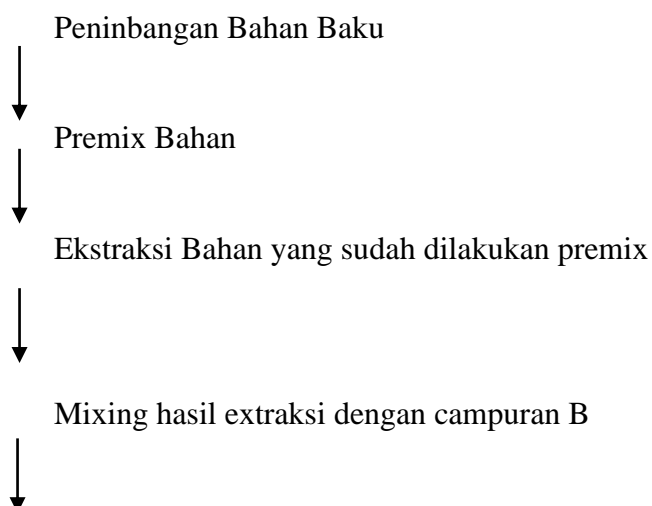 Peninbangan Bahan Baku
Premix Bahan
Ekstraksi Bahan yang sudah dilakukan premix
Mixing hasil extraksi dengan campuran B